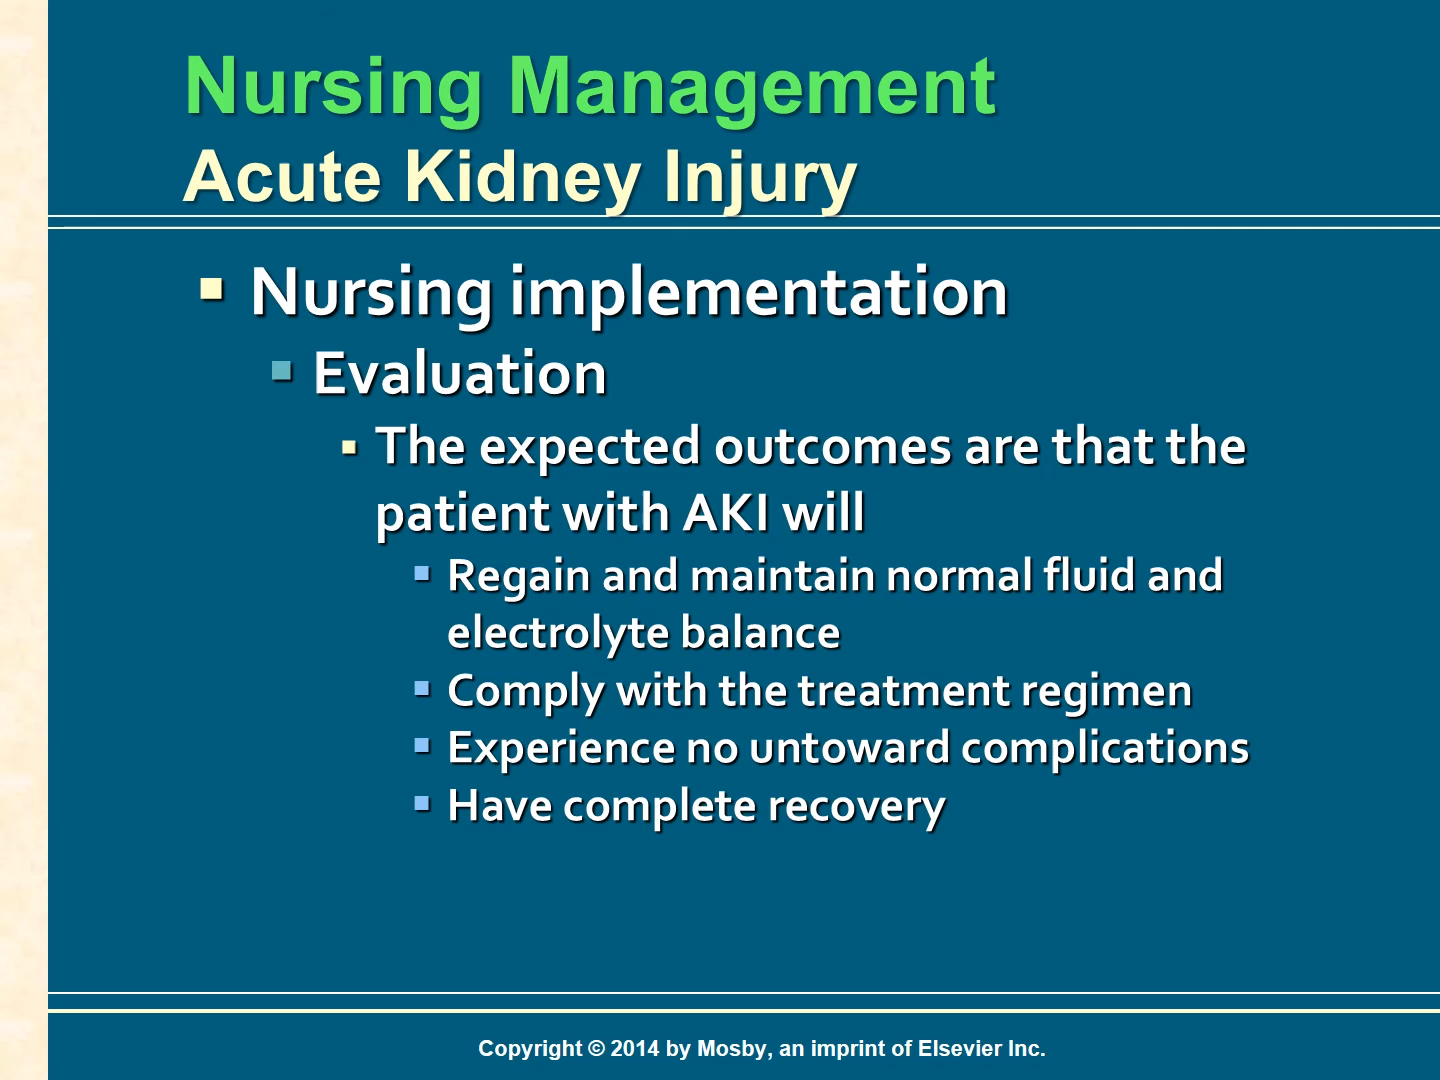 Nursing Management
Acute Kidney Injury
Nursing implementation
Evaluation
The expected outcomes are that the
patient with AKI will
Regain and maintain normal fluid and
electrolyte balance
Comply with the treatment regimen
Experience no untoward complications
Have complete recovery
Copyright © 2014 by Mosby, an imprint of Elsevier Inc.